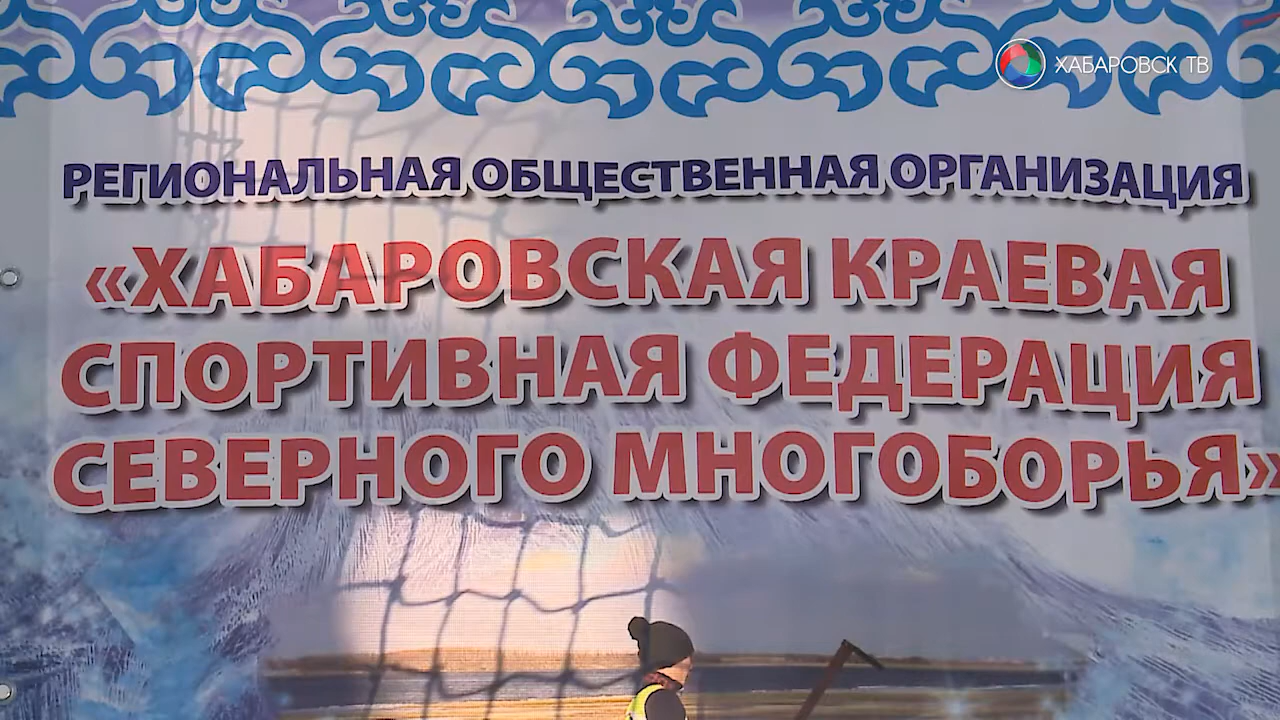 ХАБАРОВСК ТВ
РЕГИОНАЛЬНАЯ ОБЩЕСТВЕННАЯ ОРГАНИЗАЦИЯ
«ХАБАРОВСКАЯ КРАЕВАЯ
СПОРТИВНАЯ ФЕДЕРАЦИЯ
СЕВЕРНОГО МНОГОБОРЬЯ»